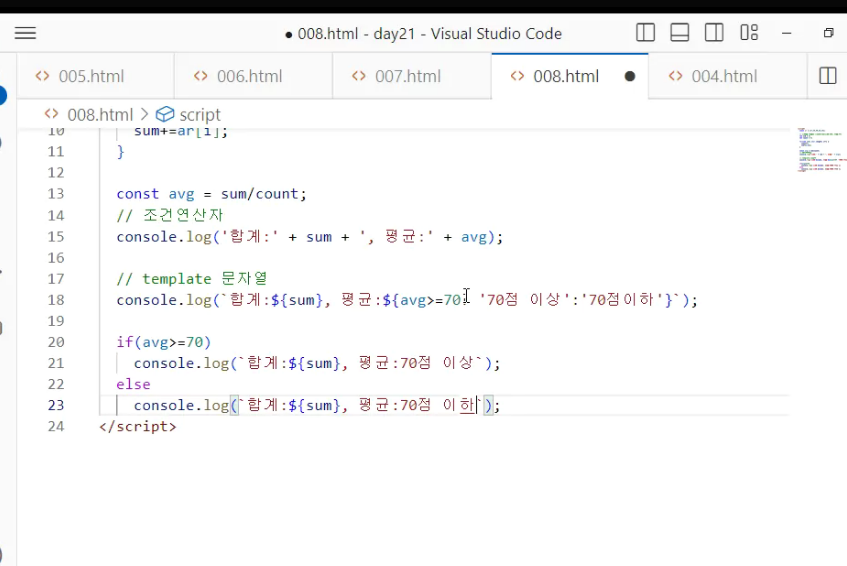 008.html - day21 - Visual Studio Code
005.html 006.html 007.html 008.html 004.html
008.html > script
10 sum+=ar[i];
11 }
12
13 const avg = sum/count;
14 // 조건연산자
15 console.log('합계:' + sum + ', 평균:' + avg);
16
17 // template 문자열
18 console.log(`합계:${sum}, 평균:${avg>=70 '70점 이상':'70점이하'}`);
19
20 if(avg>=70)
21 console.log(`합계:${sum}, 평균:70점 이상`);
22 else
23 console.log(`합계:${sum}, 평균:70점 이하`);
24 </script>